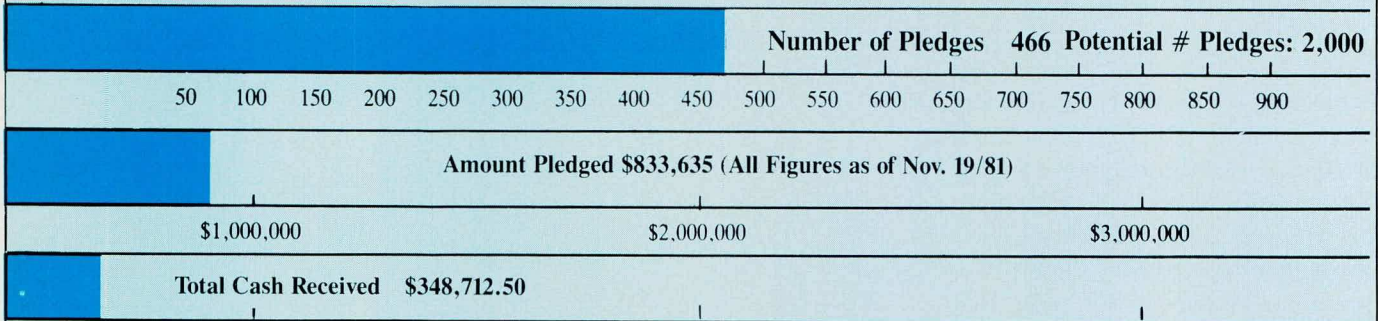 Number of Pledges 466 Potential # Pledges: 2,000
50 100 150 200 250 300 350 400 450 500 550 600 650 700 750 800 850 900
Amount Pledged $833,635 (All Figures as of Nov. 19/81)
$1,000,000 $2,000,000 $3,000,000
Total Cash Received $348,712.50